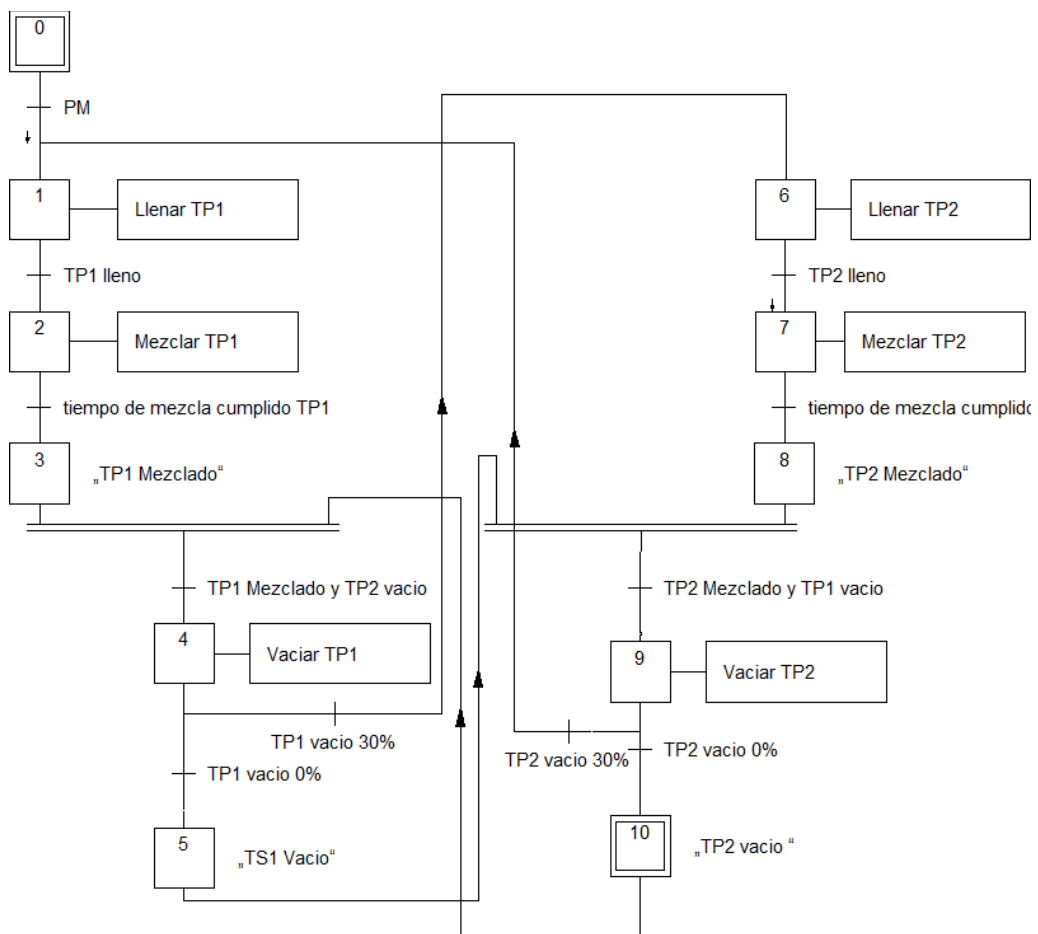 0
PM
1
Llenar TP1
6
Llenar TP2
TP1 lleno
TP2 lleno
2
Mezclar TP1
7
Mezclar TP2
tiempo de mezcla cumplido TP1
tiempo de mezcla cumplido
3
„TP1 Mezclado“
8
„TP2 Mezclado“
TP1 Mezclado y TP2 vacio
TP2 Mezclado y TP1 vacio
4
Vaciar TP1
9
Vaciar TP2
TP1 vacio 30%
TP2 vacio 30%
TP2 vacio 0%
TP1 vacio 0%
5
„TS1 Vacio“
10
„TP2 vacio “